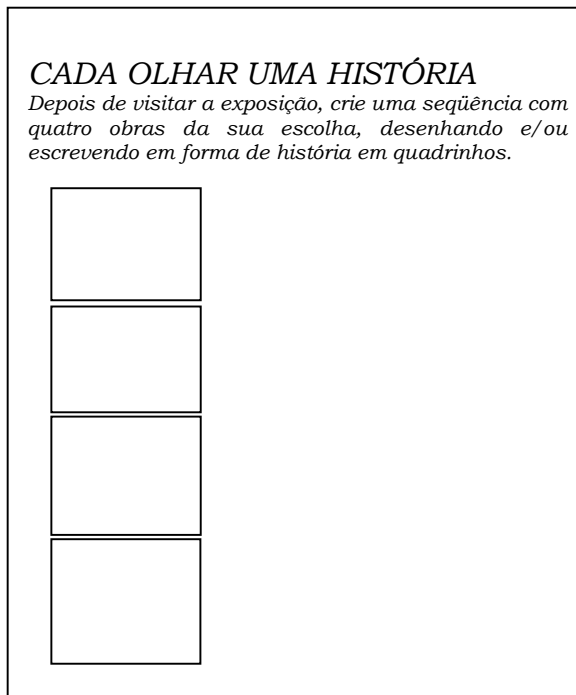 CADA OLHAR UMA HISTÓRIA
Depois de visitar a exposição, crie uma seqüência com
quatro obras da sua escolha, desenhando e/ou
escrevendo em forma de história em quadrinhos.